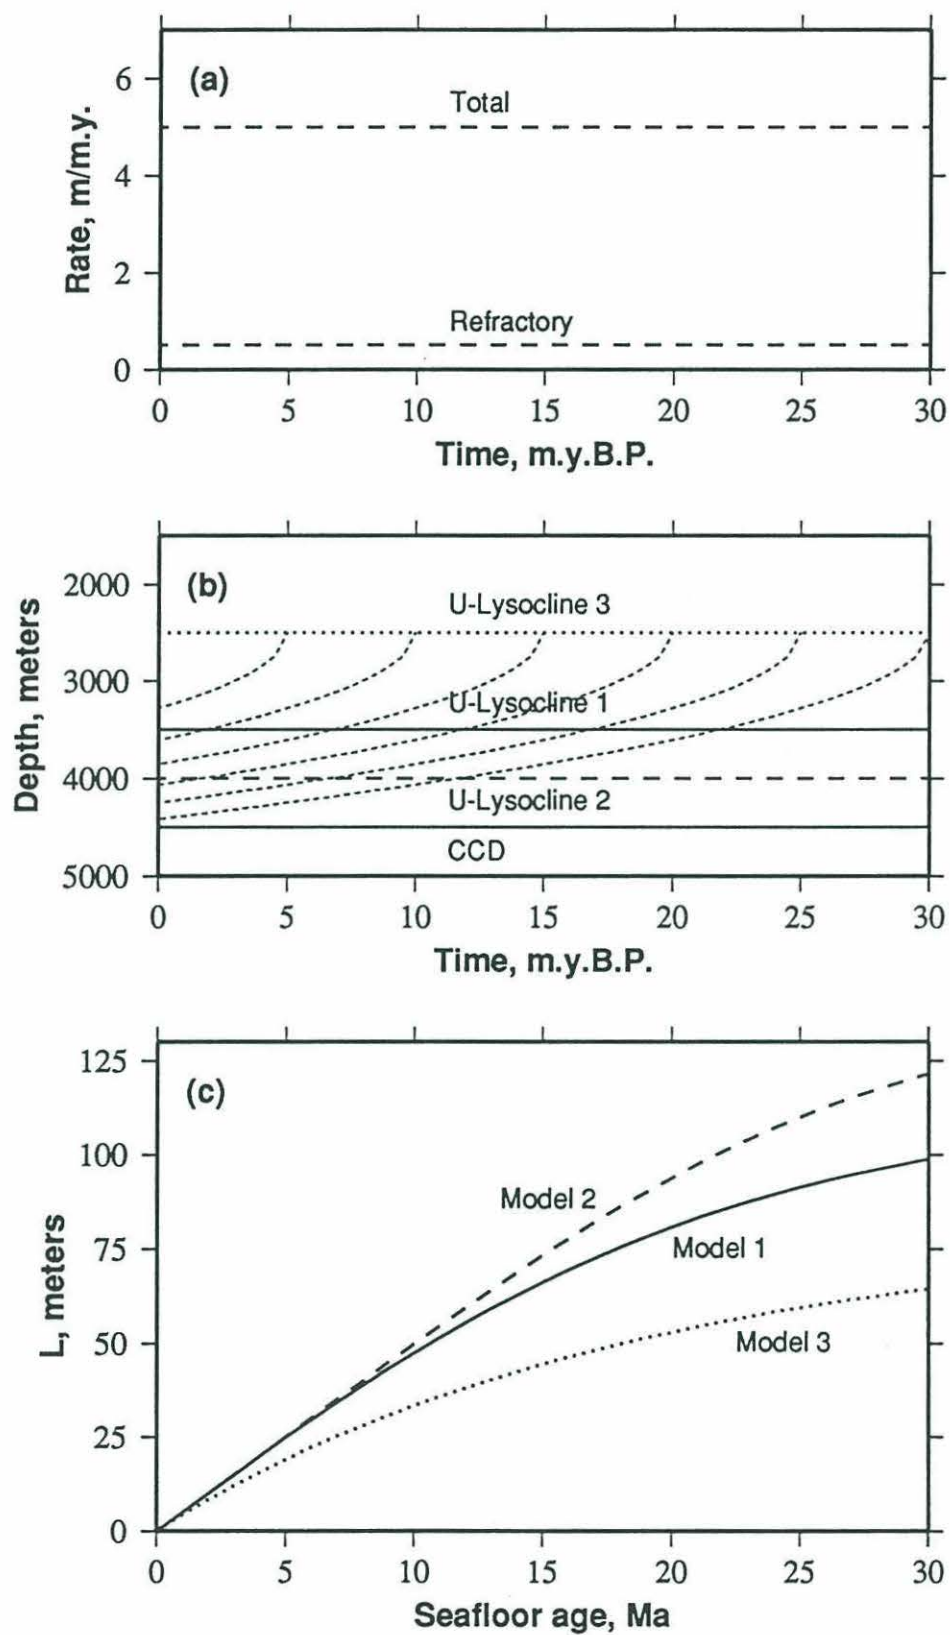 (a)
6
4
2
0
Rate, m/m.y.
Total
Refractory
0 5 10 15 20 25 30
Time, m.y.B.P.
(b)
2000
3000
4000
5000
Depth, meters
U-Lysocline 3
U-Lysocline 1
U-Lysocline 2
CCD
0 5 10 15 20 25 30
Time, m.y.B.P.
(c)
125
100
75
50
25
0
L, meters
Model 2
Model 1
Model 3
0 5 10 15 20 25 30
Seafloor age, Ma